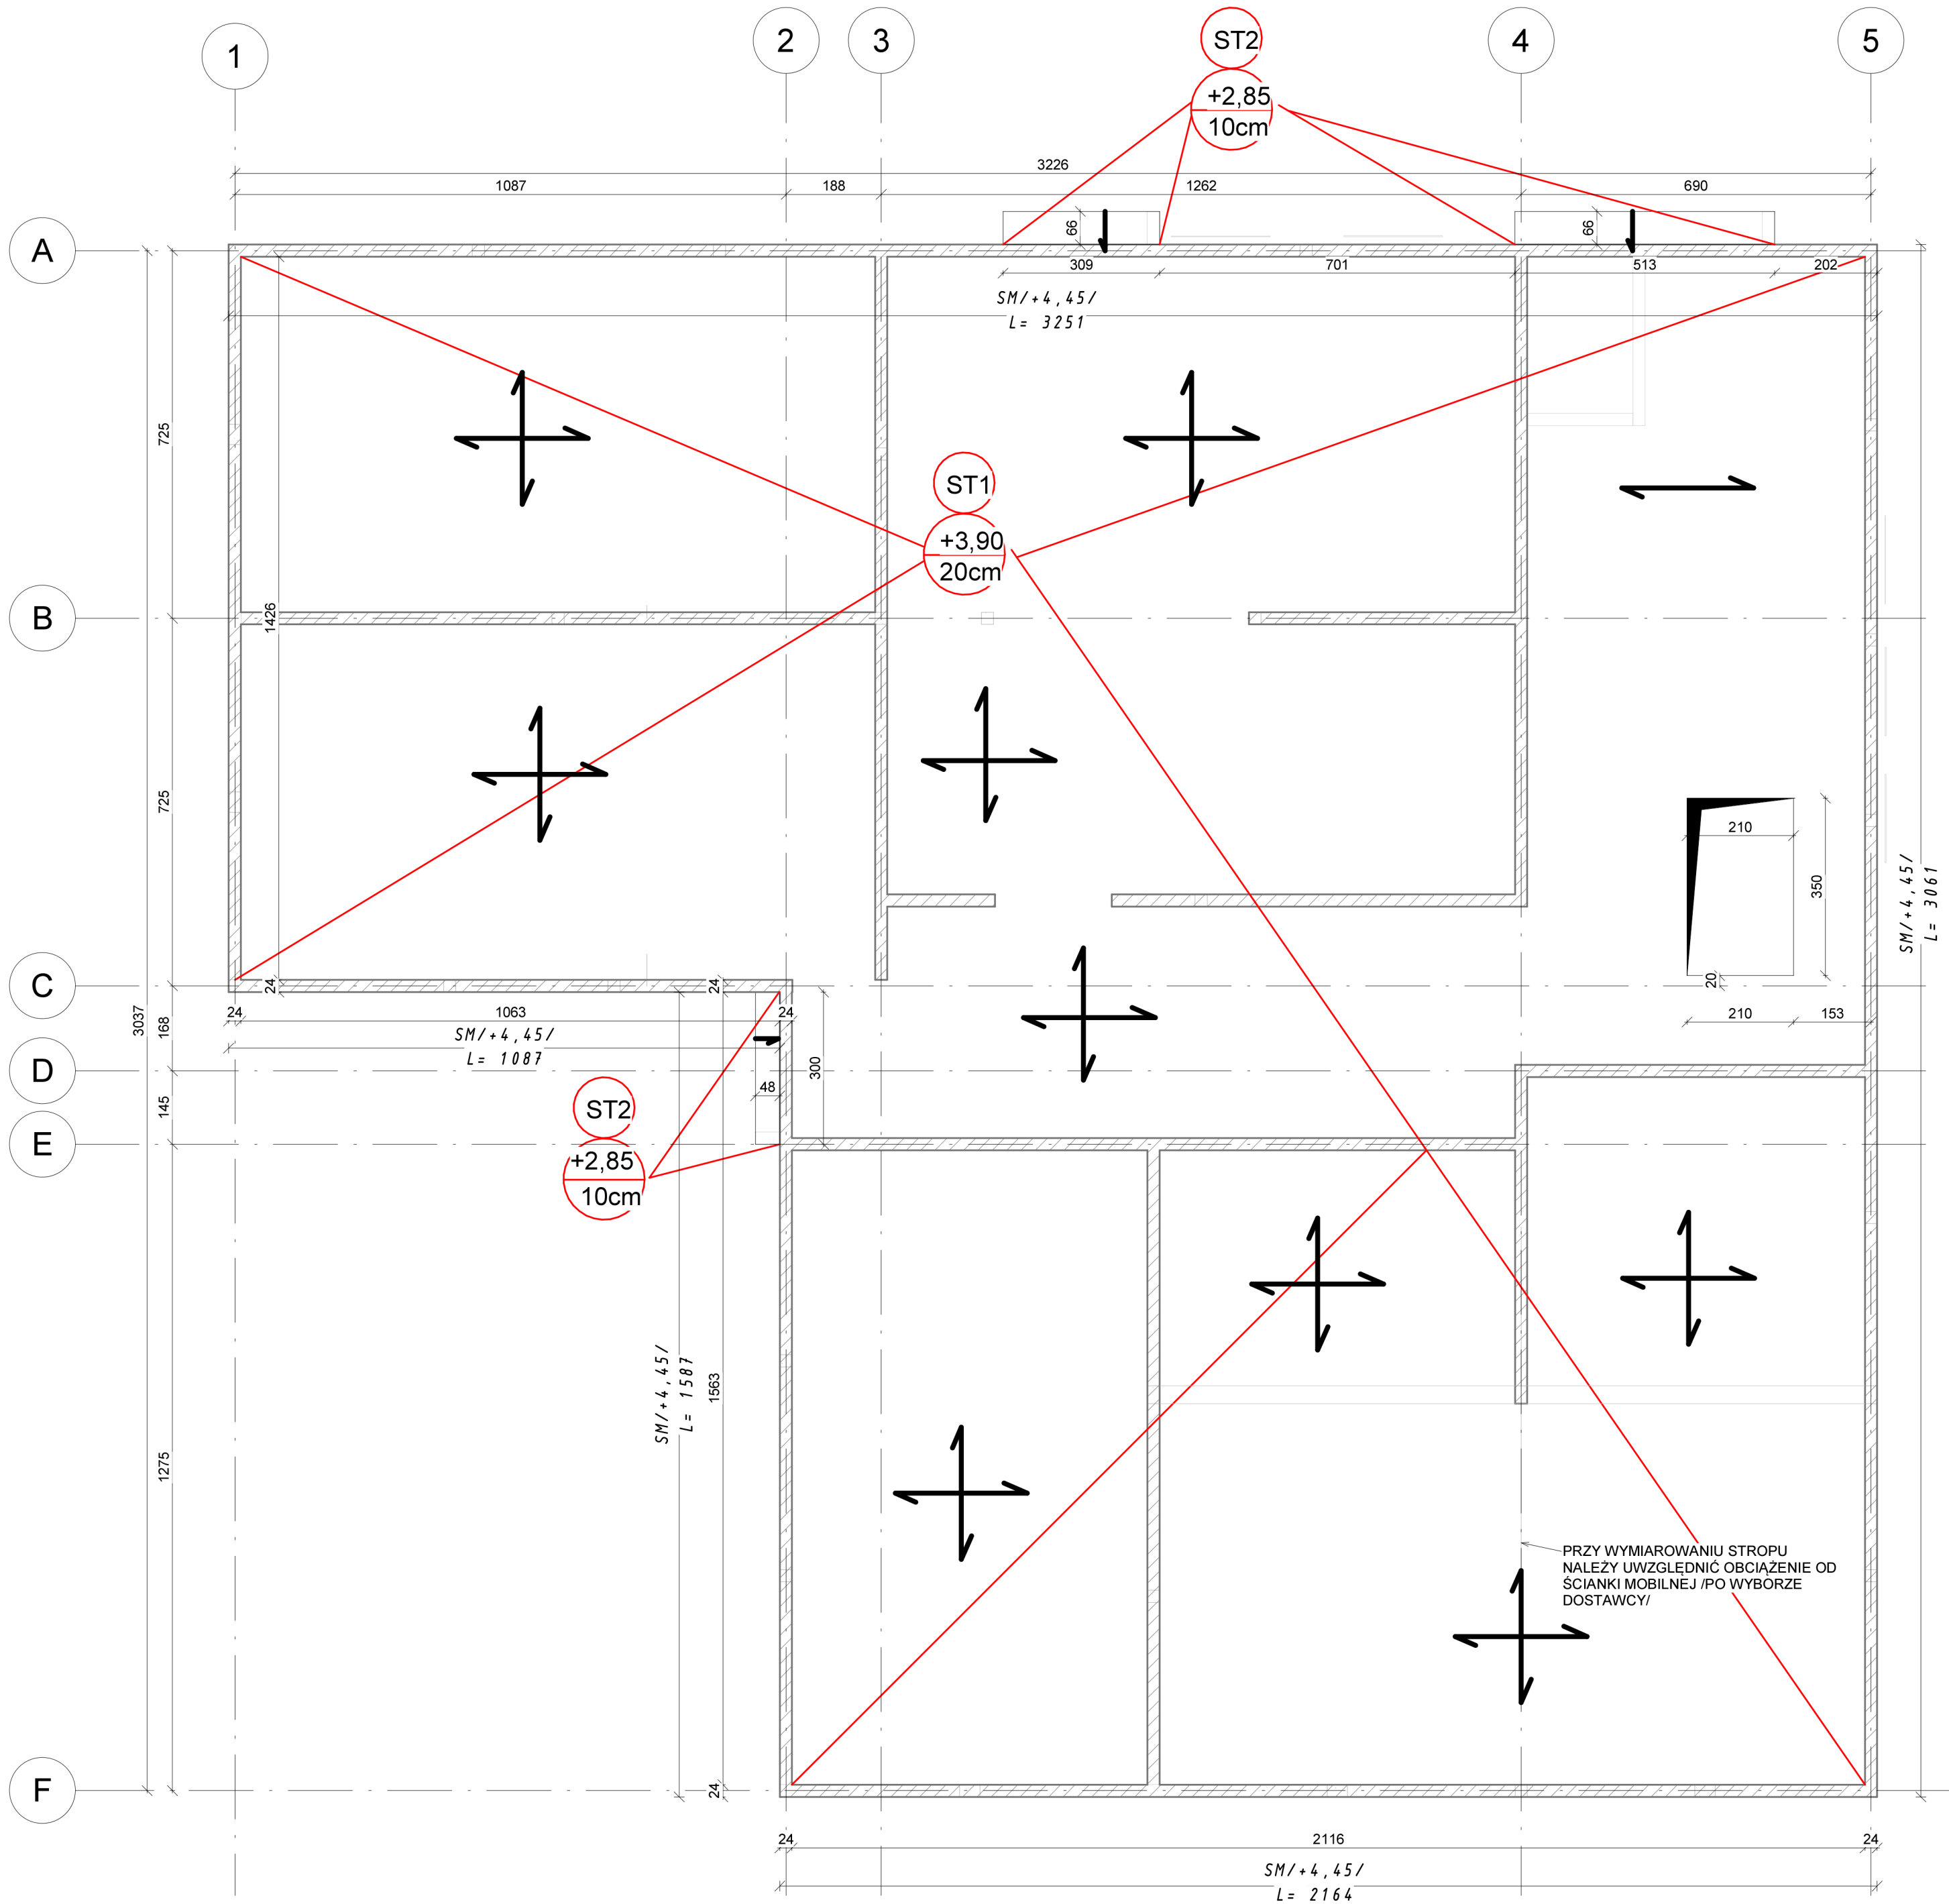 1
2
3
4
5
ST2
+2,85
10cm
3226
1087
188
1262
690
A
66
66
309
701
513
202
SM/+4,45/
L= 3251
725
ST1
+3,90
20cm
B
1426
725
210
350
SM/+4,45/
L= 3061
20
C
24
24
24
1063
24
210
153
3037
168
SM/+4,45/
L= 1087
300
D
48
145
ST2
+2,85
10cm
E
SM/+4,45/
L= 1587
1563
1275
PRZY WYMIAROWANIU STROPU
NALEŻY UWZGLĘDNIĆ OBCIĄŻENIE OD
ŚCIANKI MOBILNEJ /PO WYBORZE
DOSTAWCY/
F
24
24
2116
24
SM/+4,45/
L= 2164